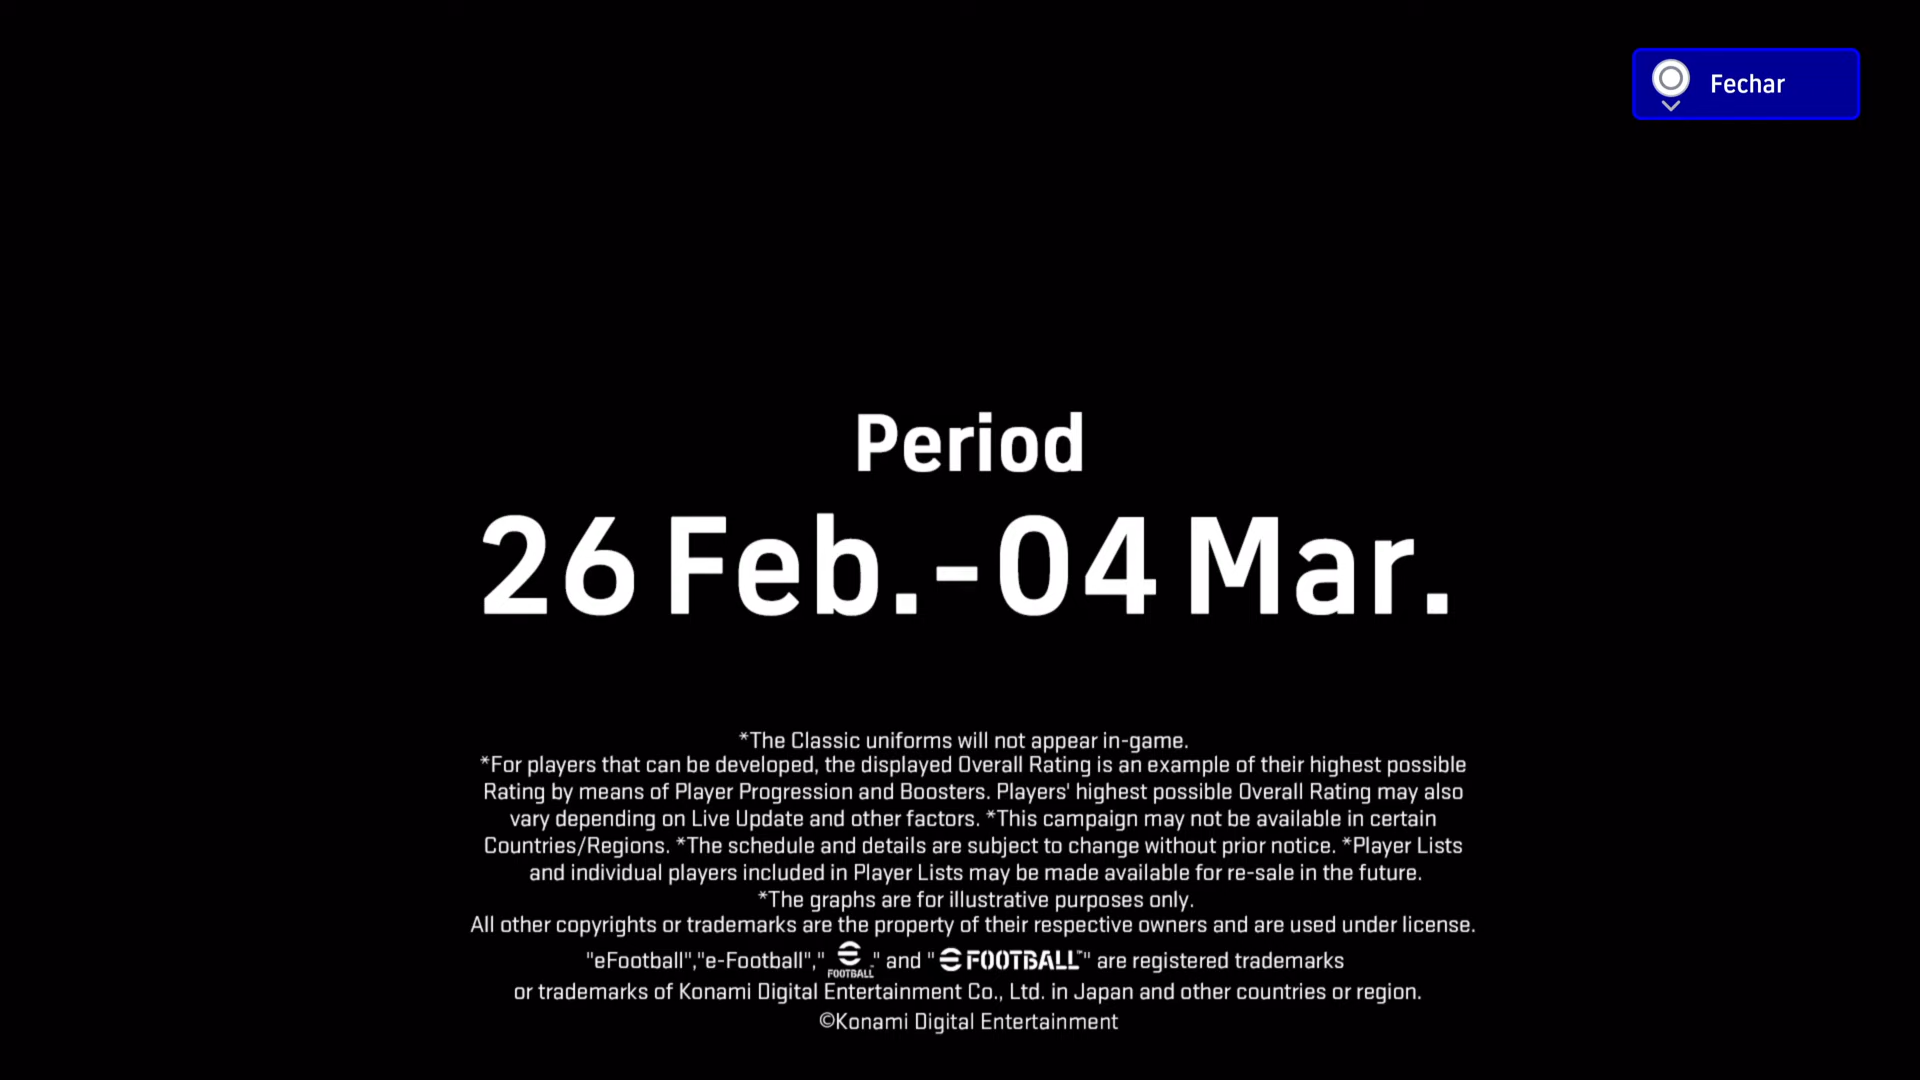 Fechar
Period
26 Feb.-04 Mar.
*The Classic uniforms will not appear in-game.
*For players that can be developed, the displayed Overall Rating is an example of their highest possible
Rating by means of Player Progression and Boosters. Players' highest possible Overall Rating may also
vary depending on Live Update and other factors. *This campaign may not be available in certain
Countries/Regions. *The schedule and details are subject to change without prior notice. *Player Lists
and individual players included in Player Lists may be made available for re-sale in the future.
*The graphs are for illustrative purposes only.
All other copyrights or trademarks are the property of their respective owners and are used under license.
"eFootball","e-Football","e FOOTBALL™" and "e FOOTBALL™" are registered trademarks
or trademarks of Konami Digital Entertainment Co., Ltd. in Japan and other countries or region.
©Konami Digital Entertainment